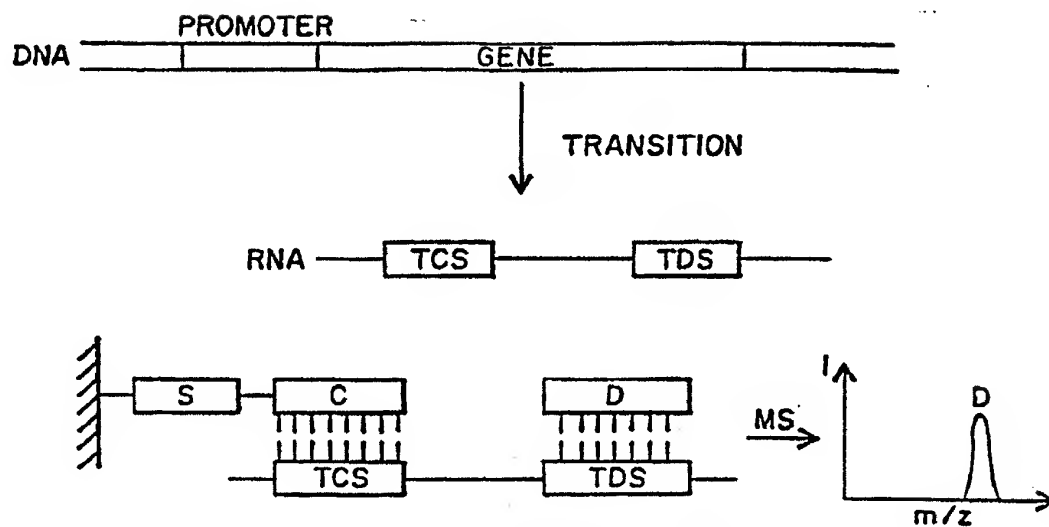 PROMOTER
DNA GENE
TRANSITION
RNA TCS TDS
S C D
TCS TDS
MS
I
D
m/z